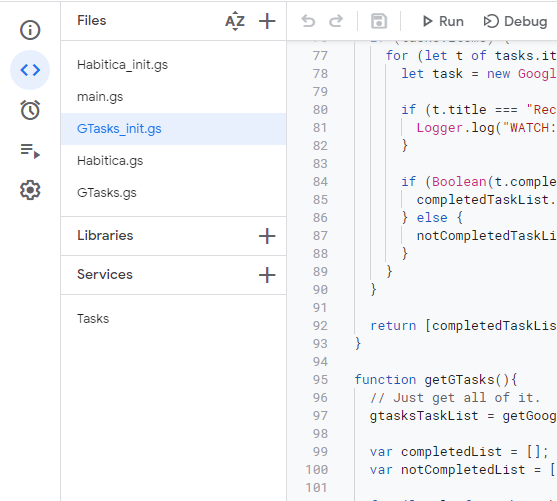 Files
AZ
Run
Debug
Habitica_init.gs
main.gs
GTasks_init.gs
Habitica.gs
GTasks.gs
Libraries
Services
Tasks
77 for (let t of tasks.it
78 let task = new Googl
79
80 if (t.title === "Rec
81 Logger.log("WATCH:
82 }
83
84 if (Boolean(t.comple
85 completedTaskList.
86 } else {
87 notCompletedTaskLi
88 }
89 }
90 }
91
92 return [completedTaskLis
93 }
94
95 function getGTasks(){
96 // Just get all of it.
97 gtasksTaskList = getGoog
98
99 var completedList = [];
100 var notCompletedList = [
101